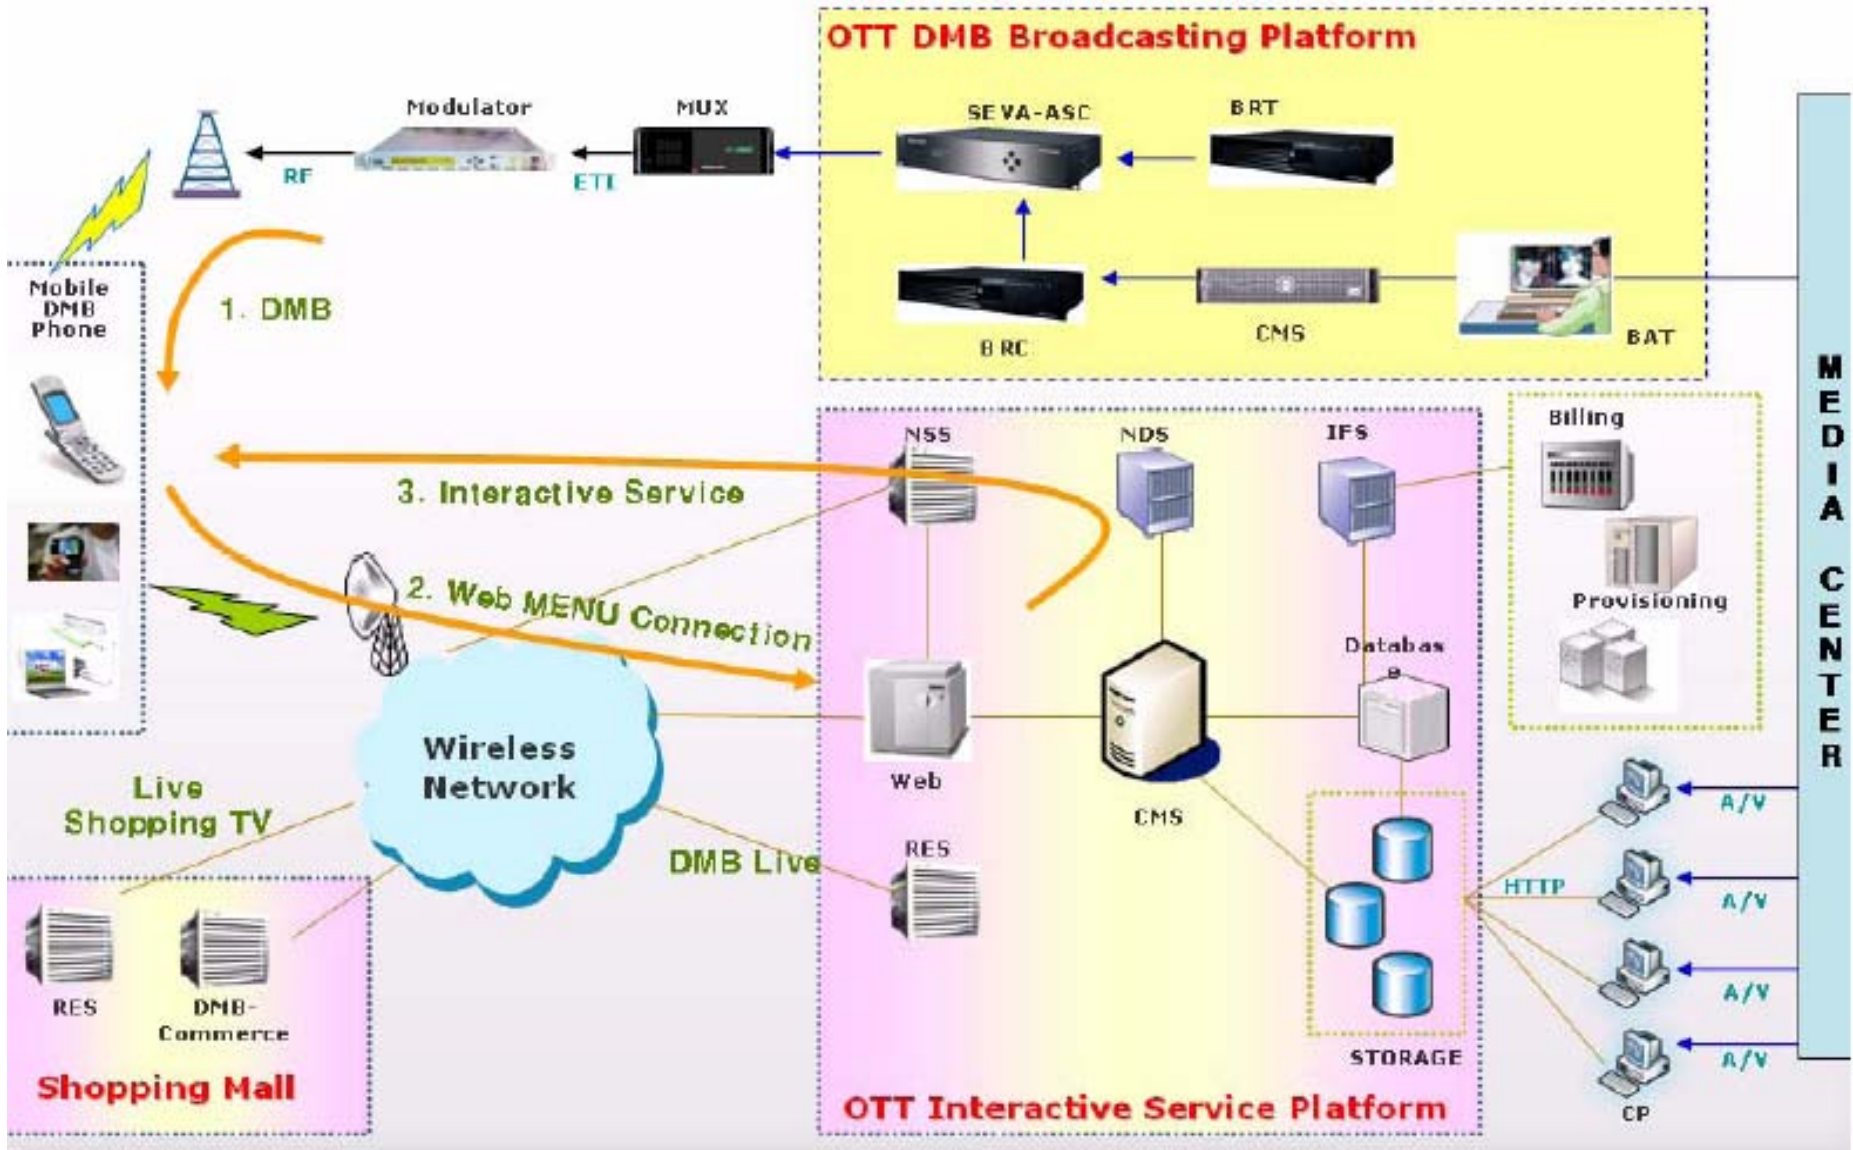 OTT DMB Broadcasting Platform
Modulator
MUX
SEVA-ASC
BRT
RF
ETI
BRC
CMS
BAT
Mobile
DMB
Phone
1. DMB
MEDIA CENTER
NSS
NDS
IFS
Billing
3. Interactive Service
2. Web MENU Connection
Provisioning
Databas
e
Wireless
Network
Web
CMS
Live
Shopping TV
DMB Live
RES
HTTP
A/V
A/V
A/V
A/V
CP
RES
DMB-
Commerce
Shopping Mall
STORAGE
OTT Interactive Service Platform